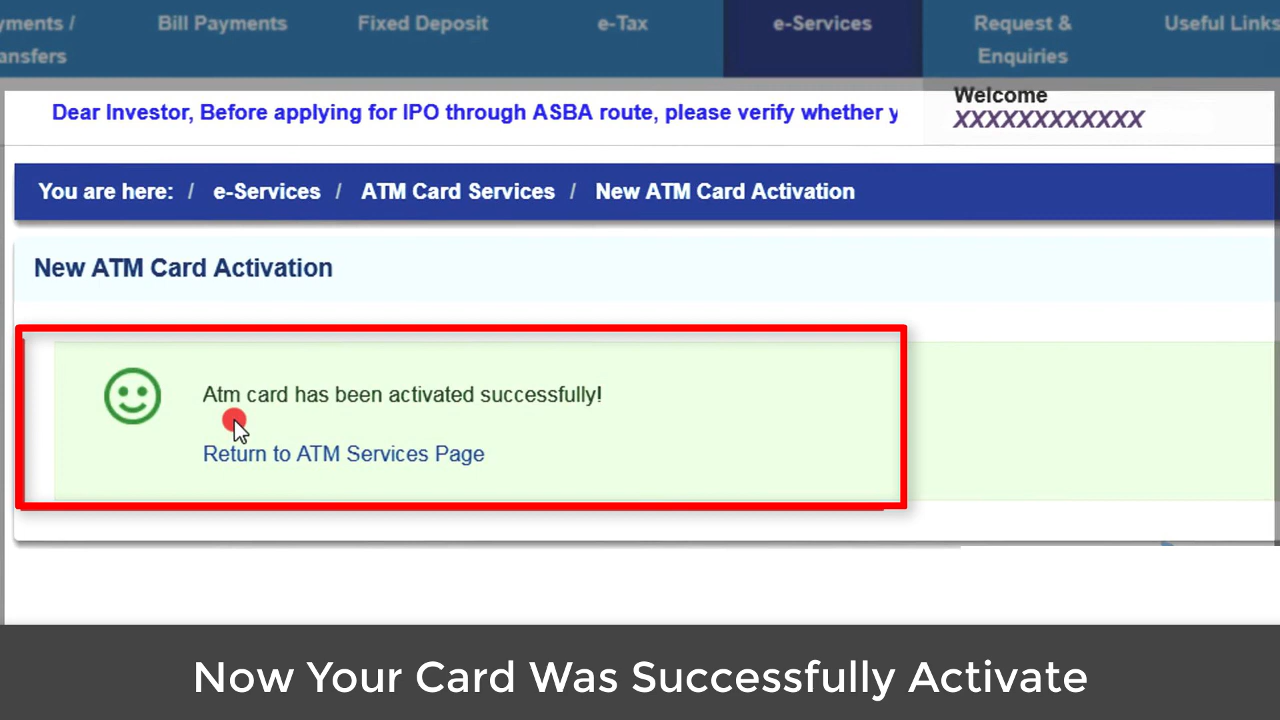 yments /
ansfers
Bill Payments
Fixed Deposit
e-Tax
e-Services
Request &
Enquiries
Useful Links
Dear Investor, Before applying for IPO through ASBA route, please verify whether y
Welcome
XXXXXXXXXXXX
You are here: / e-Services / ATM Card Services / New ATM Card Activation
New ATM Card Activation
Atm card has been activated successfully!
Return to ATM Services Page
Now Your Card Was Successfully Activate